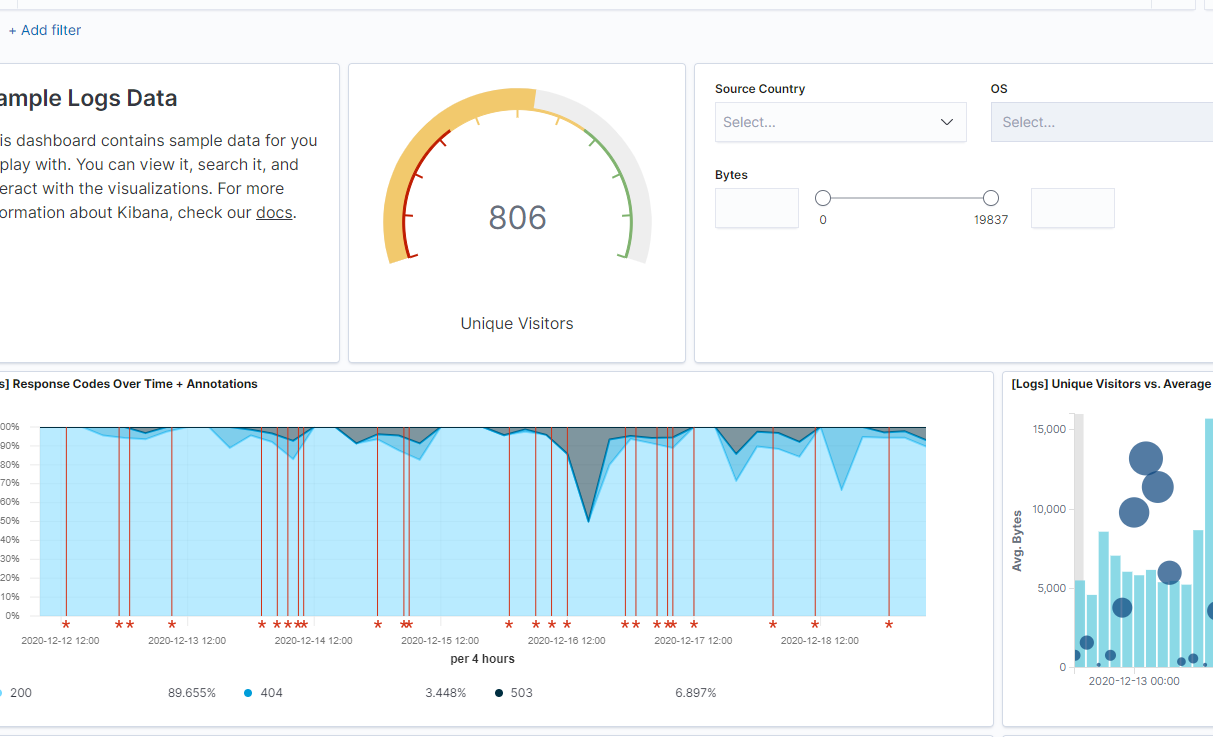 + Add filter
ample Logs Data
is dashboard contains sample data for you
play with. You can view it, search it, and
eract with the visualizations. For more
ormation about Kibana, check our docs.
806
Unique Visitors
Source Country
OS
Select...
Select...
Bytes
0
19837
s] Response Codes Over Time + Annotations
00%
90%
80%
70%
60%
50%
40%
30%
20%
10%
0%
2020-12-12 12:00
2020-12-13 12:00
2020-12-14 12:00
2020-12-15 12:00
2020-12-16 12:00
2020-12-17 12:00
2020-12-18 12:00
per 4 hours
200
89.655%
404
3.448%
503
6.897%
[Logs] Unique Visitors vs. Average
15,000
10,000
5,000
0
Avg. Bytes
2020-12-13 00:00